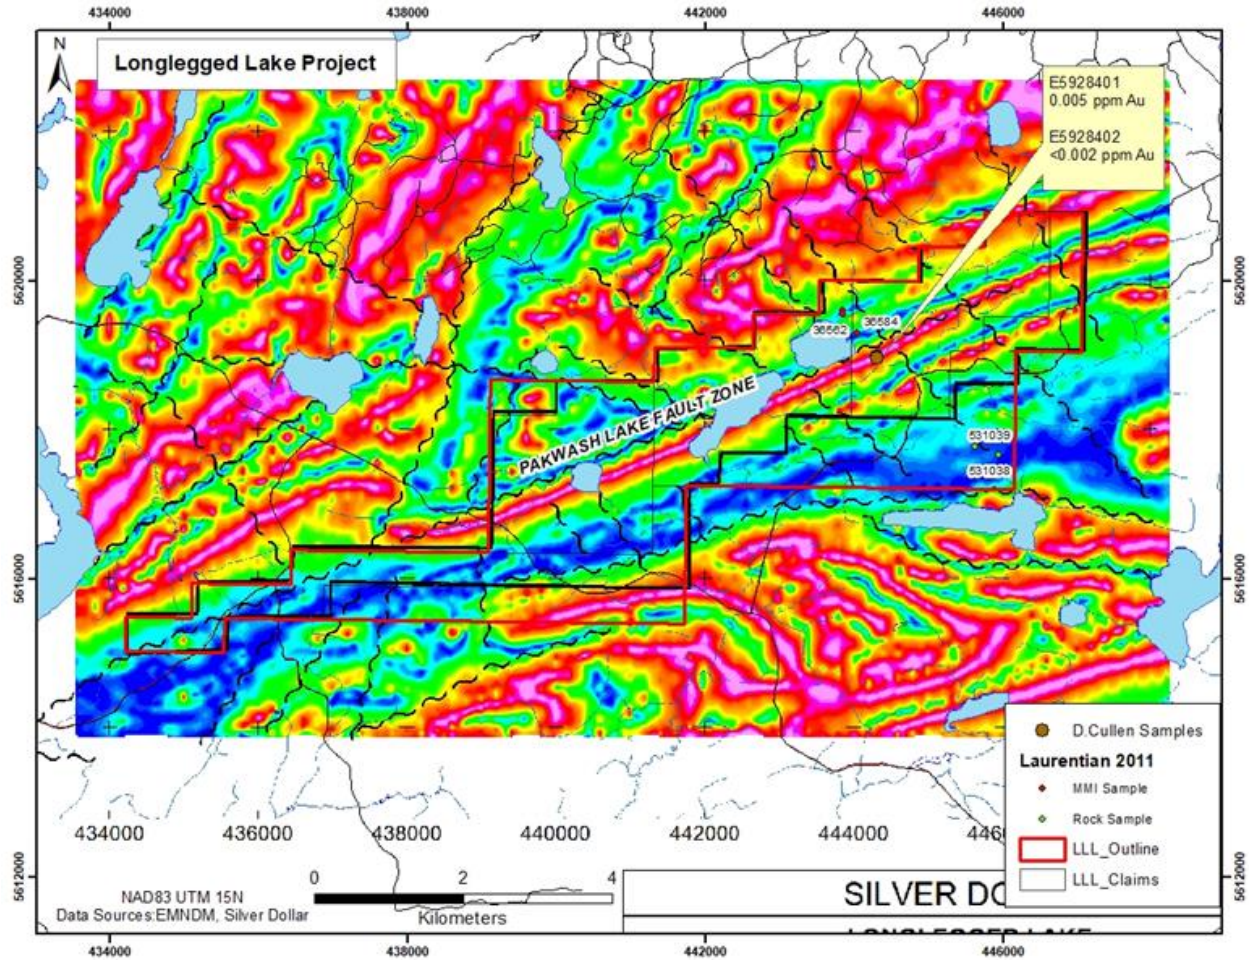 434000 438000 442000 446000
N
Longlegged Lake Project
E5928401
0.005 ppm Au
E5928402
<0.002 ppm Au
5620000 5620000
36562 36584
PAKWASH LAKE FAULT ZONE
531039
531038
5616000 5616000
D.Cullen Samples
Laurentian 2011
MMI Sample
Rock Sample
LLL_Outline
LLL_Claims
434000 436000 438000 440000 442000 444000 446
0 2 4
Kilometers
NAD83 UTM 15N
Data Sources:EMNDM, Silver Dollar
5612000 5612000
SILVER DO
434000 438000 442000 446000